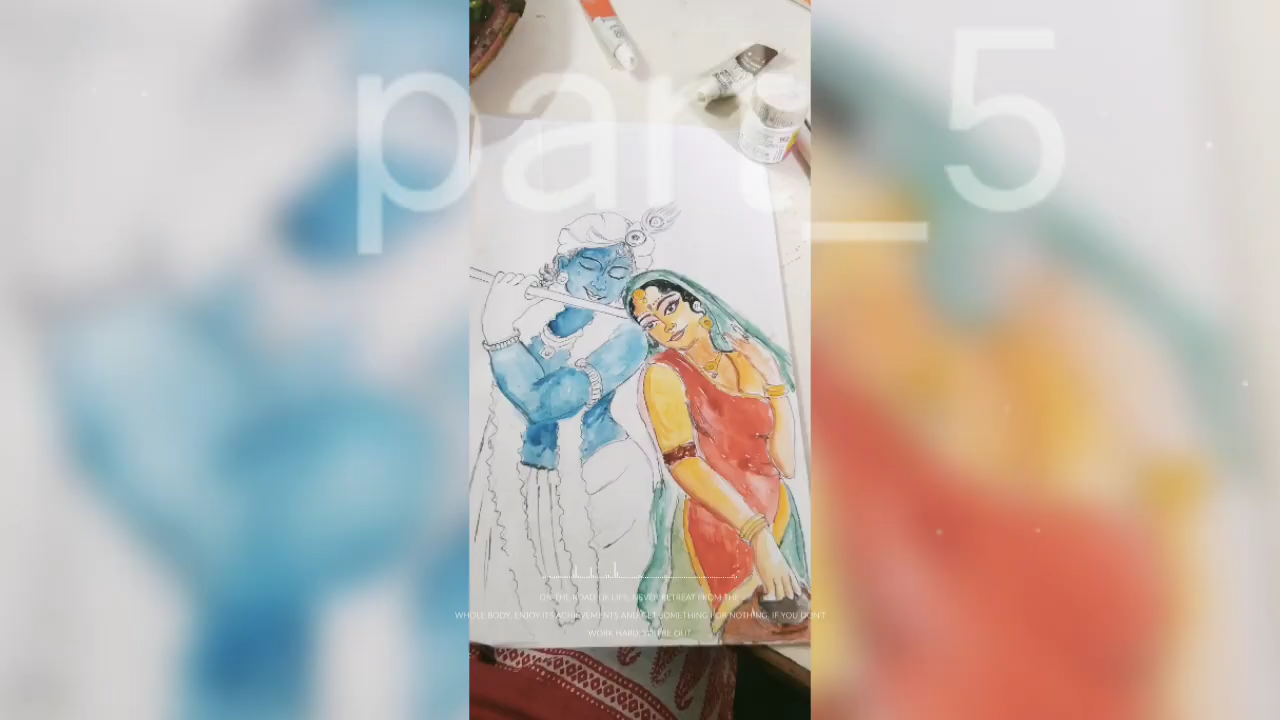 part_5
ON THE ROAD OF LIFE, NEVER RETREAT FROM THE
WHOLE BODY, ENJOY ITS ACHIEVEMENTS AND GET SOMETHING FOR NOTHING. IF YOU DON'T
WORK HARD, YOU'RE OUT